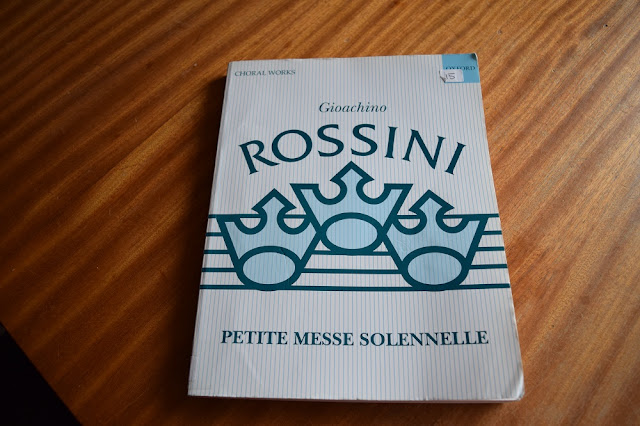 CHORAL WORKS
OXFORD
15
Gioachino
ROSSINI
PETITE MESSE SOLENNELLE